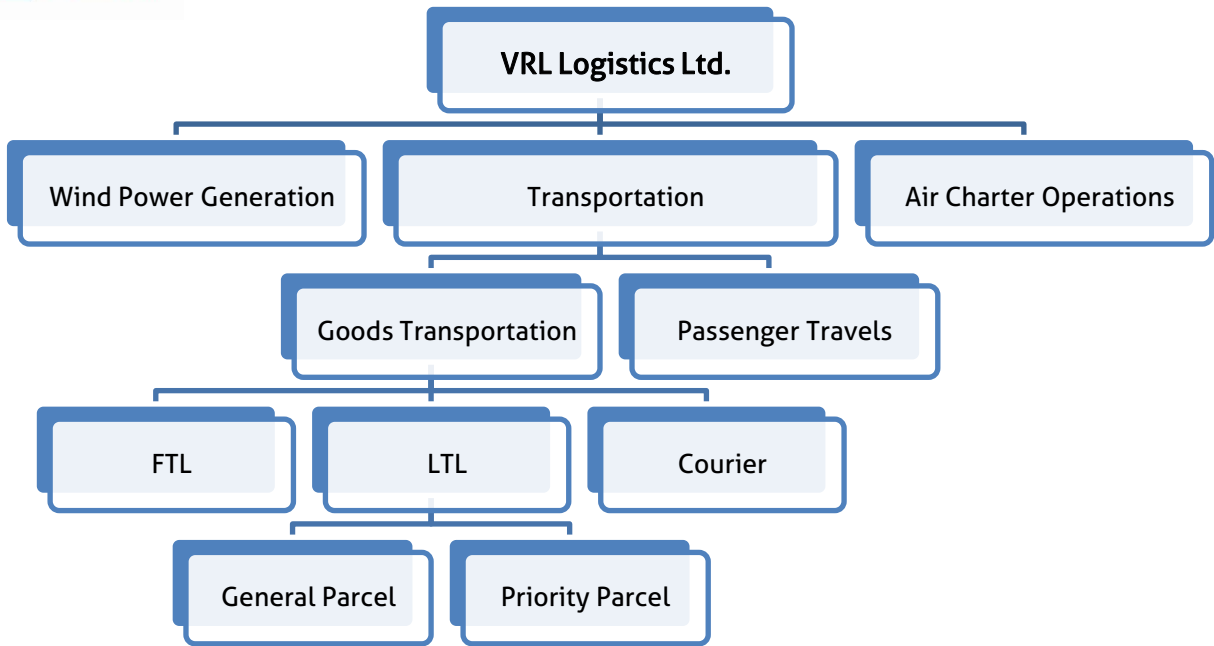 VRL Logistics Ltd.
Wind Power Generation
Transportation
Air Charter Operations
Goods Transportation
Passenger Travels
FTL
LTL
Courier
General Parcel
Priority Parcel